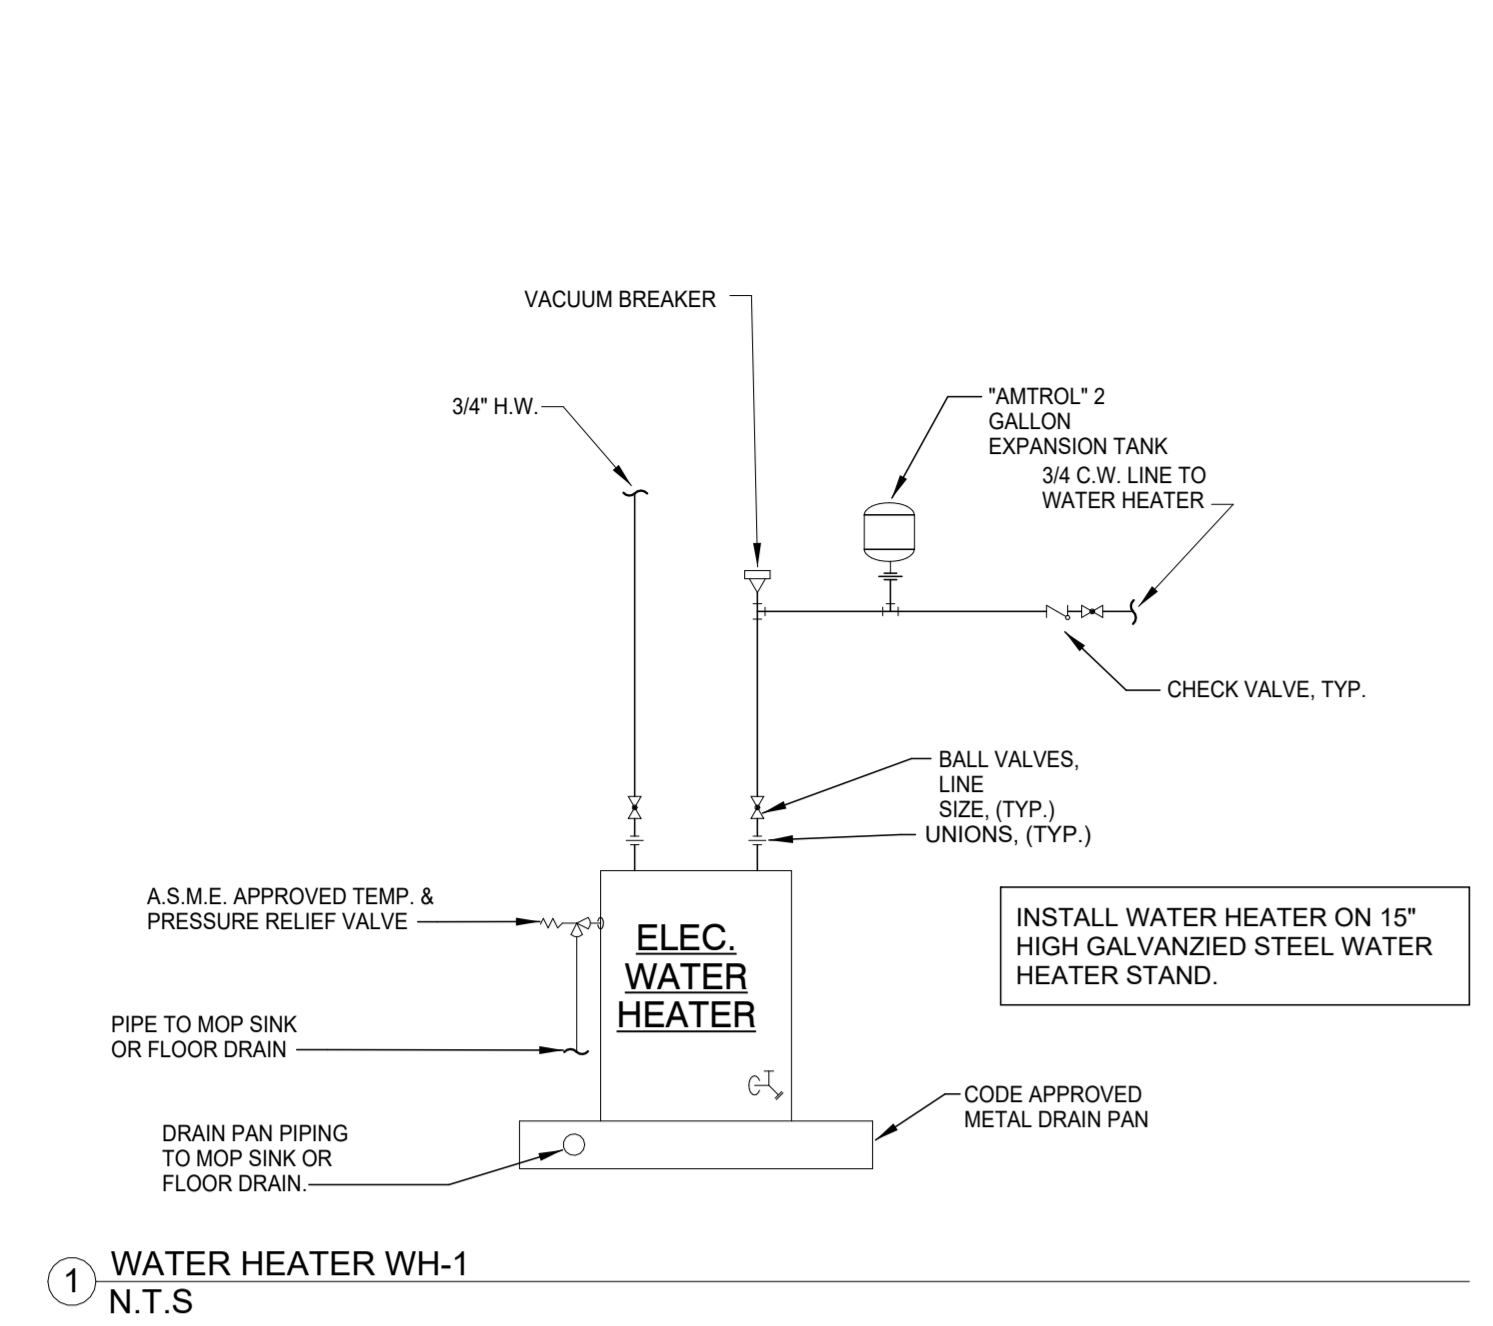 VACUUM BREAKER
3/4" H.W.
"AMTROL" 2
GALLON
EXPANSION TANK
3/4 C.W. LINE TO
WATER HEATER
CHECK VALVE, TYP.
BALL VALVES,
LINE
SIZE, (TYP.)
UNIONS, (TYP.)
A.S.M.E. APPROVED TEMP. &
PRESSURE RELIEF VALVE
ELEC.
WATER
HEATER
INSTALL WATER HEATER ON 15"
HIGH GALVANZIED STEEL WATER
HEATER STAND.
PIPE TO MOP SINK
OR FLOOR DRAIN
CODE APPROVED
METAL DRAIN PAN
DRAIN PAN PIPING
TO MOP SINK OR
FLOOR DRAIN.
1
WATER HEATER WH-1
N.T.S